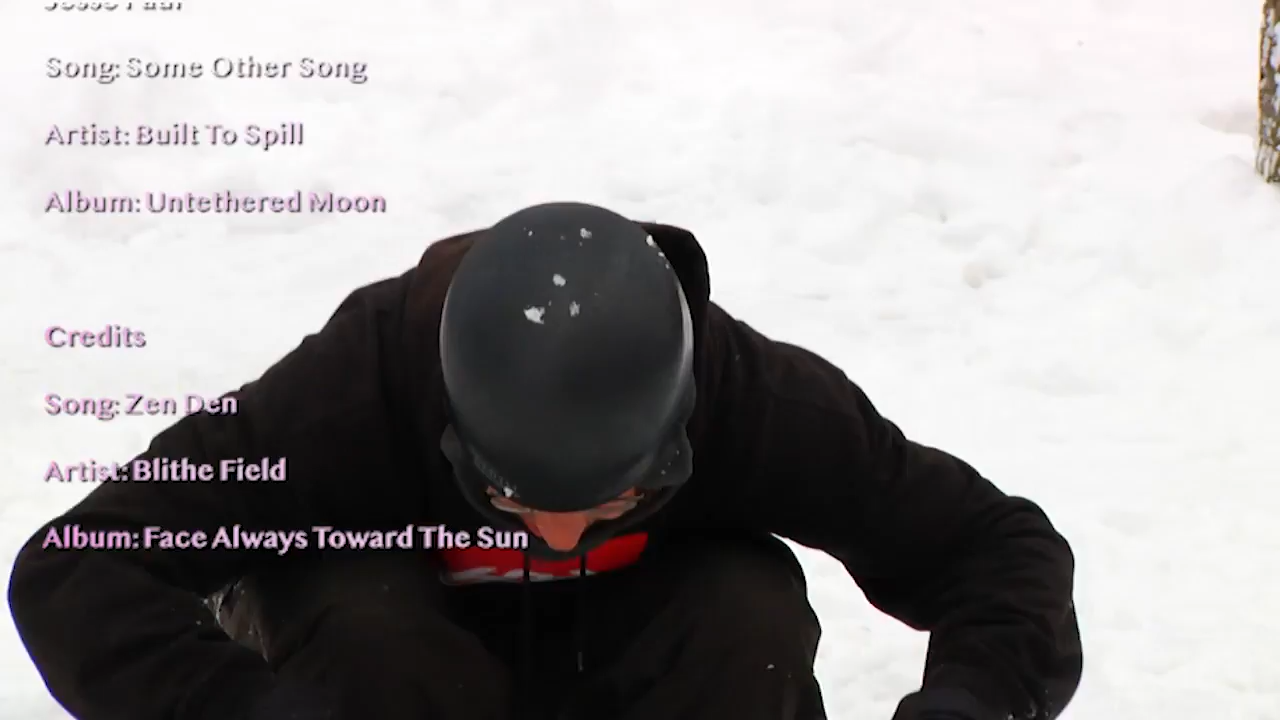 Song: Some Other Song
Artist: Built To Spill
Album: Untethered Moon
Credits
Song: Zen Den
Artist: Blithe Field
Album: Face Always Toward The Sun